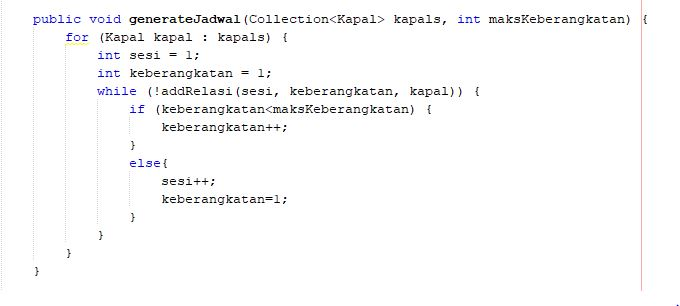 public void generateJadwal(Collection<Kapal> kapals, int maksKeberangkatan) {
for (Kapal kapal : kapals) {
int sesi = 1;
int keberangkatan = 1;
while (!addRelasi(sesi, keberangkatan, kapal)) {
if (keberangkatan<maksKeberangkatan) {
keberangkatan++;
}
else{
sesi++;
keberangkatan=1;
}
}
}
}
.